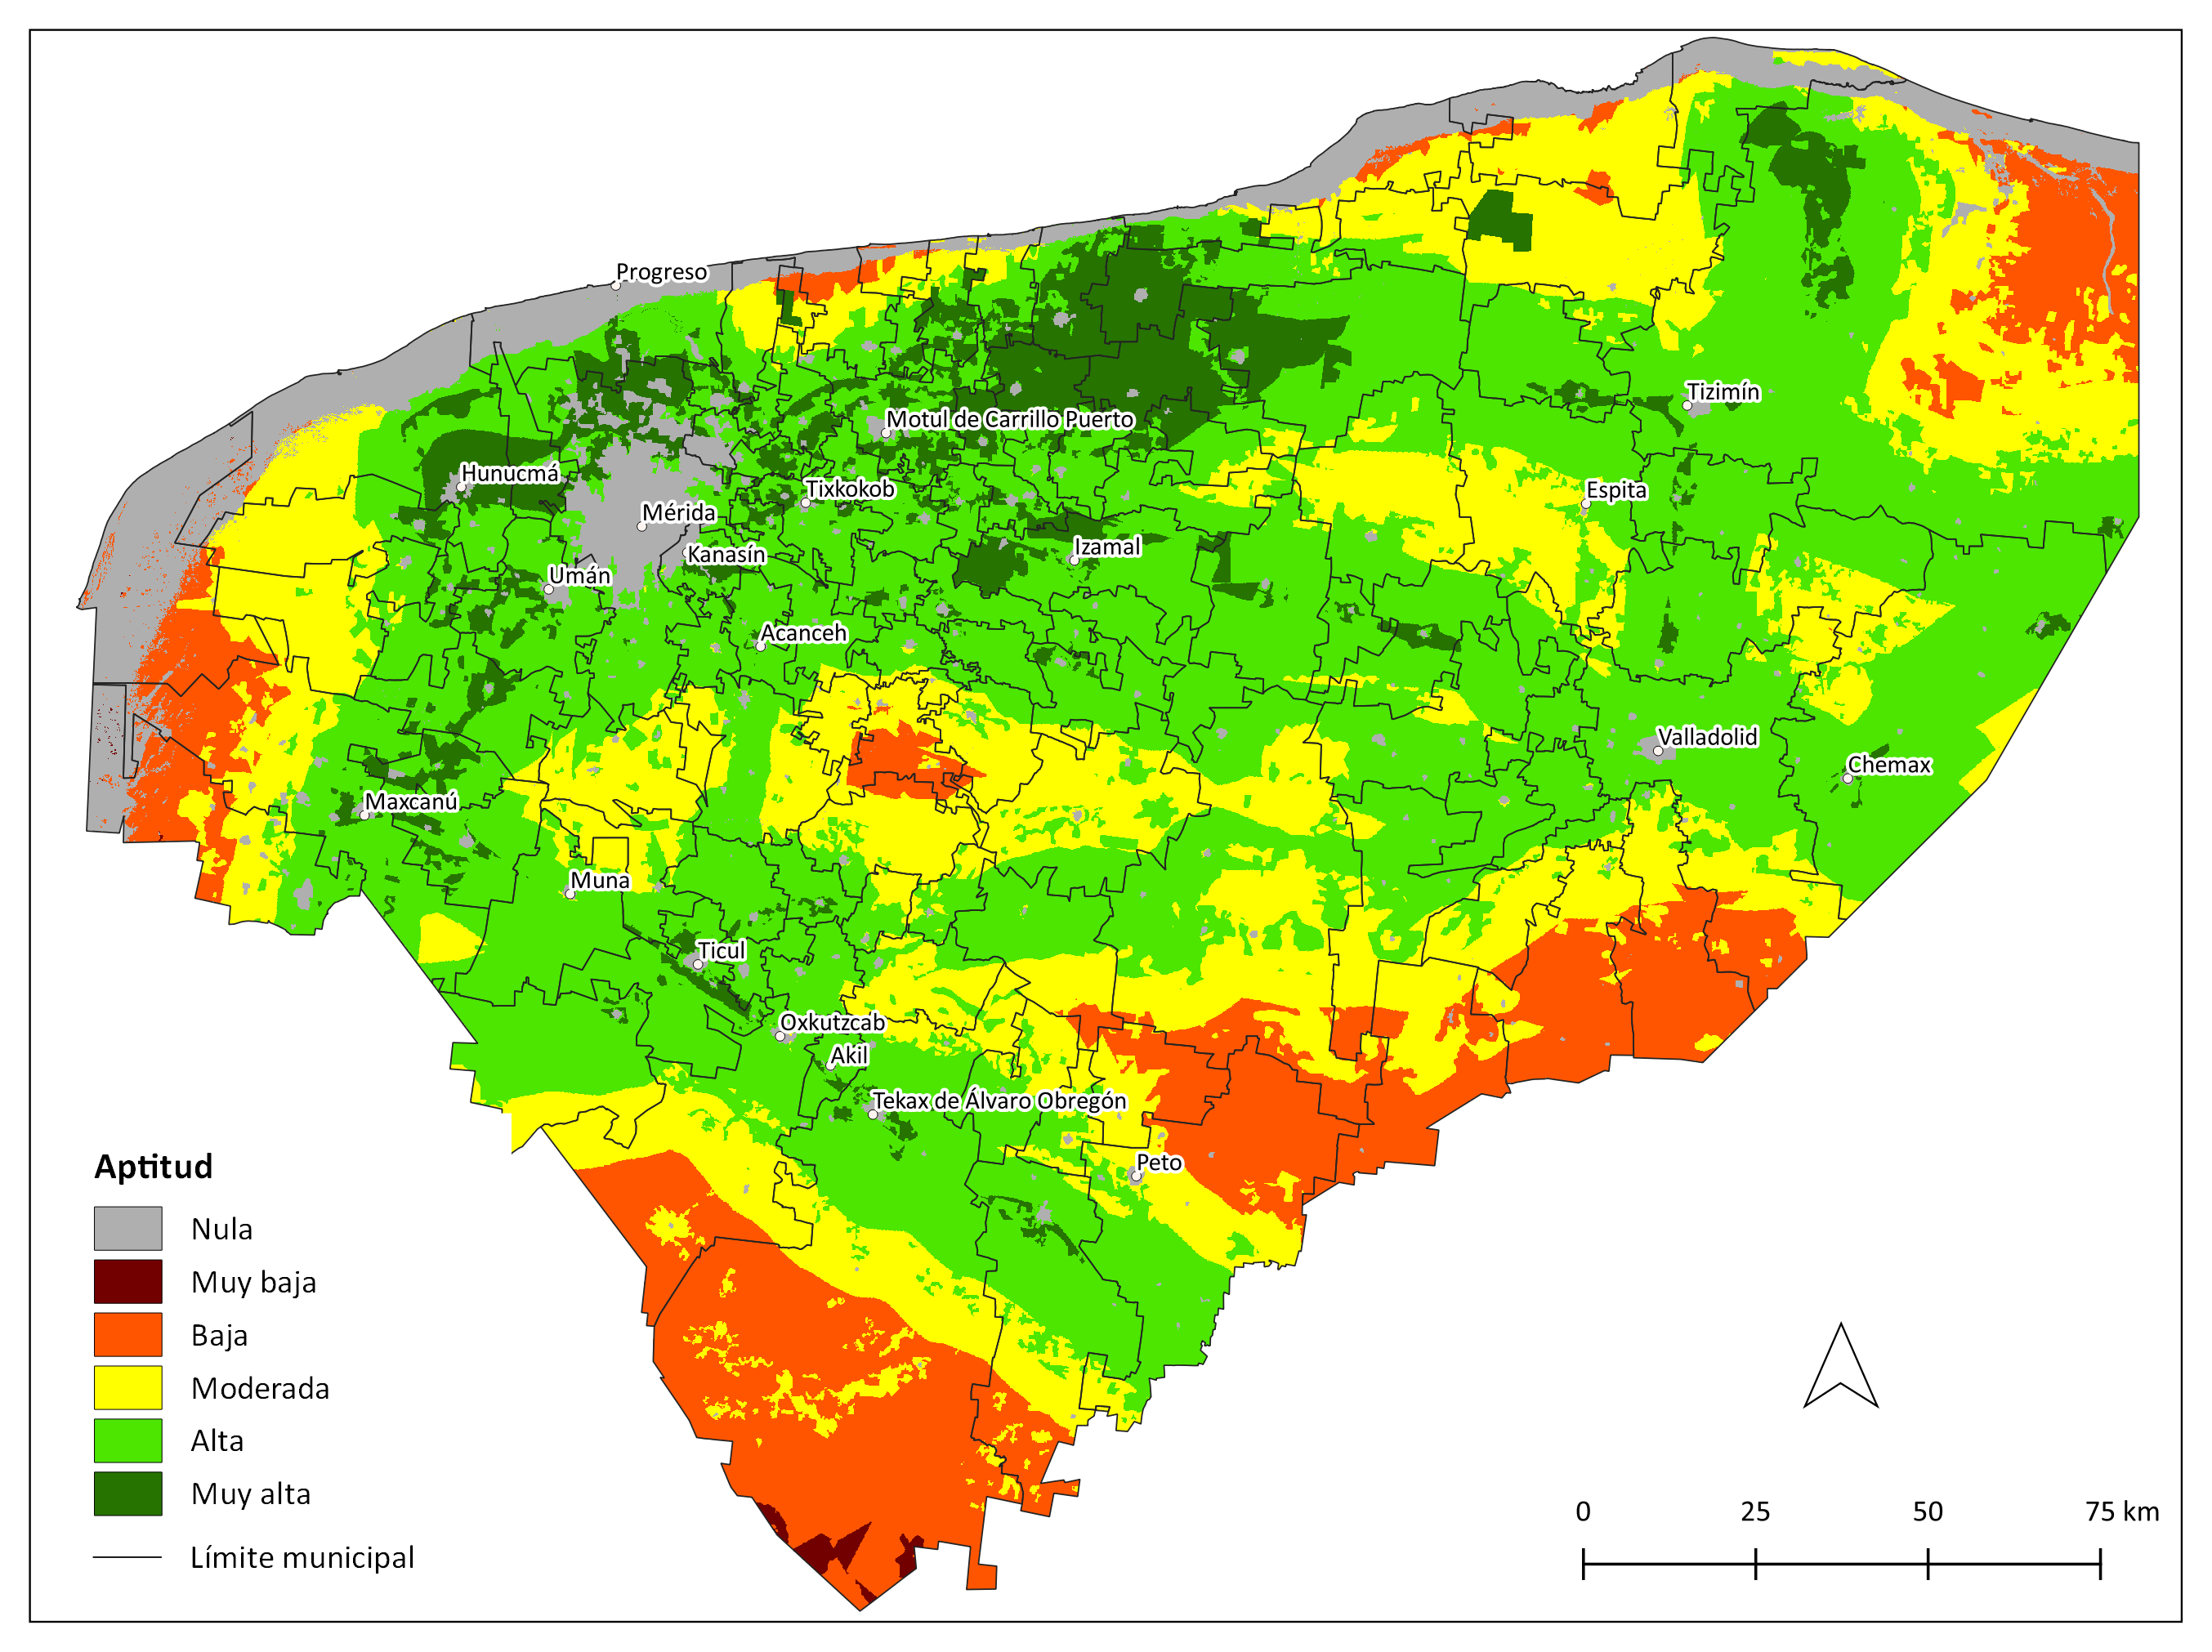 Progreso
Tizimín
Motul de Carrillo Puerto
Hunucmá
Tixkokob
Espita
Mérida
Izamal
Kanasín
Umán
Acanceh
Valladolid
Chemax
Maxcanú
Muna
Ticul
Oxkutzcab
Akil
Tekax de Álvaro Obregón
Peto
Aptitud
Nula
Muy baja
Baja
Moderada
Alta
Muy alta
Límite municipal
0 25 50 75 km